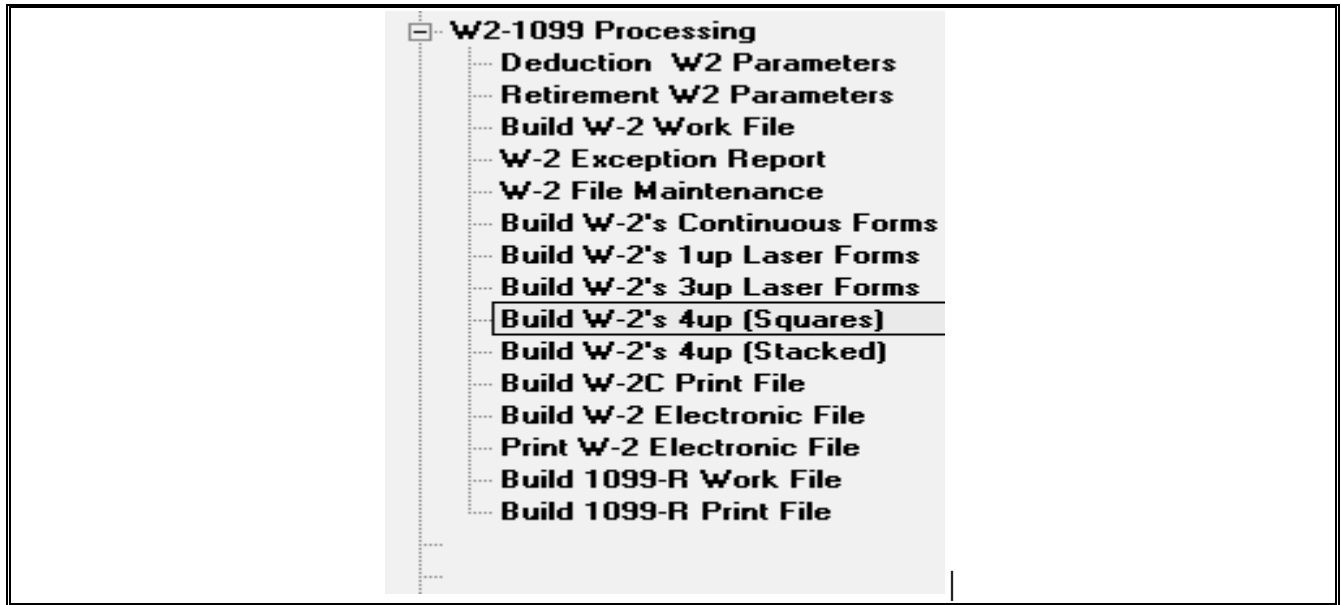 W2-1099 Processing
Deduction  W2 Parameters
Retirement W2 Parameters
Build W-2 Work File
W-2 Exception Report
W-2 File Maintenance
Build W-2's Continuous Forms
Build W-2's 1up Laser Forms
Build W-2's 3up Laser Forms
Build W-2's 4up (Squares)
Build W-2's 4up (Stacked)
Build W-2C Print File
Build W-2 Electronic File
Print W-2 Electronic File
Build 1099-R Work File
Build 1099-R Print File